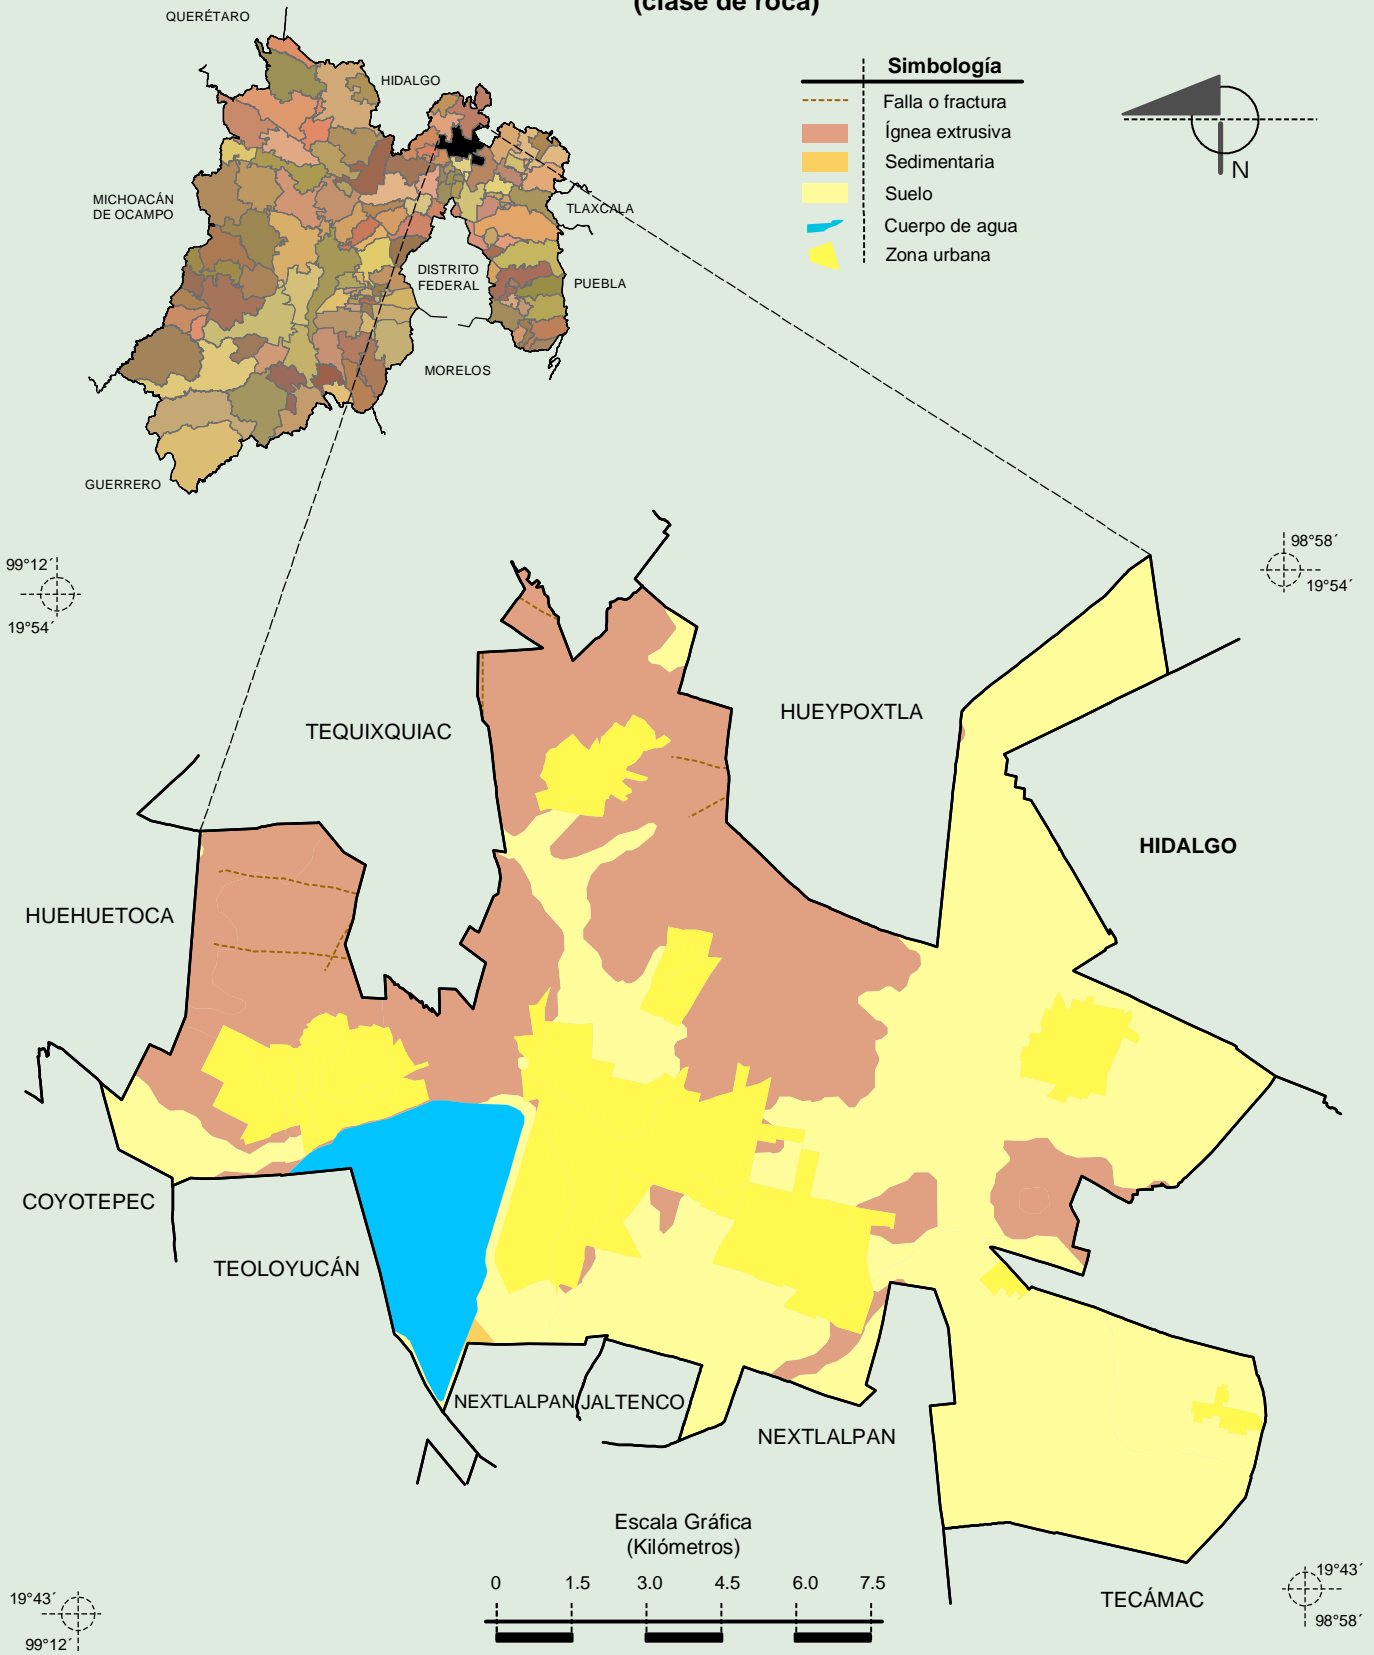 (clase de roca)
QUERÉTARO
HIDALGO
MICHOACÁN
DE OCAMPO
TLAXCALA
DISTRITO
FEDERAL
PUEBLA
MORELOS
GUERRERO
Simbología
Falla o fractura
Ígnea extrusiva
Sedimentaria
Suelo
Cuerpo de agua
Zona urbana
N
99°12´
19°54´
98°58´
19°54´
TEQUIXQUIAC
HUEYPOXTLA
HIDALGO
HUEHUETOCA
COYOTEPEC
TEOLOYUCÁN
NEXTLALPAN
JALTENCO
NEXTLALPAN
TECÁMAC
Escala Gráfica
(Kilómetros)
0 1.5 3.0 4.5 6.0 7.5
19°43´
99°12´
19°43´
98°58´